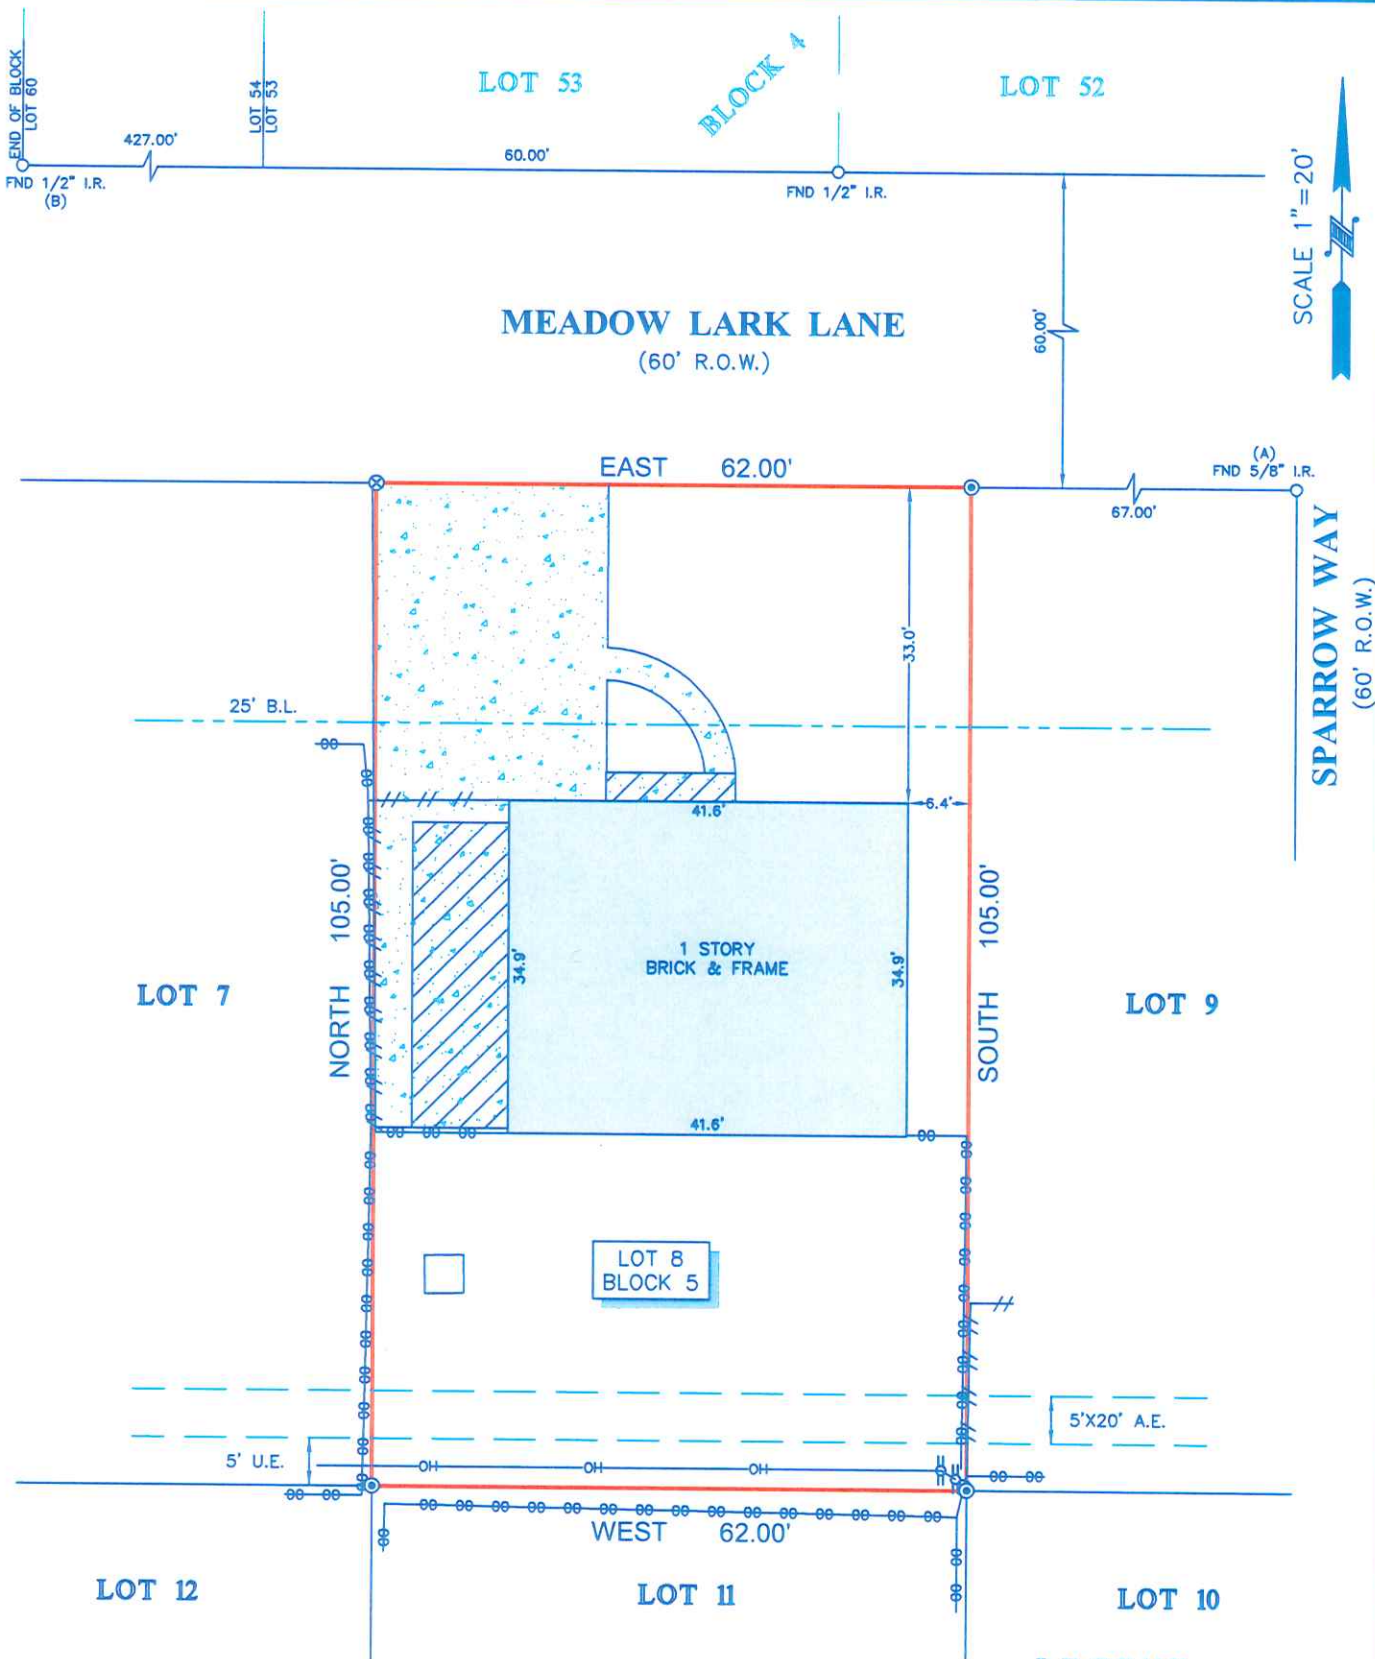 END OF BLOCK
LOT 60
LOT 54
LOT 53
LOT 53
BLOCK 4
LOT 52
427.00'
60.00'
FND 1/2" I.R.
(B)
FND 1/2" I.R.
SCALE 1"=20'
MEADOW LARK LANE
(60' R.O.W.)
60.00'
EAST 62.00'
(A)
FND 5/8" I.R.
67.00'
SPARROW WAY
(60' R.O.W.)
33.0'
25' B.L.
41.6'
6.4'
NORTH 105.00'
SOUTH 105.00'
1 STORY
BRICK & FRAME
34.9'
34.9'
LOT 7
LOT 9
41.6'
LOT 8
BLOCK 5
5'X20' A.E.
5' U.E.
OH
OH
OH
WEST 62.00'
LOT 12
LOT 11
LOT 10